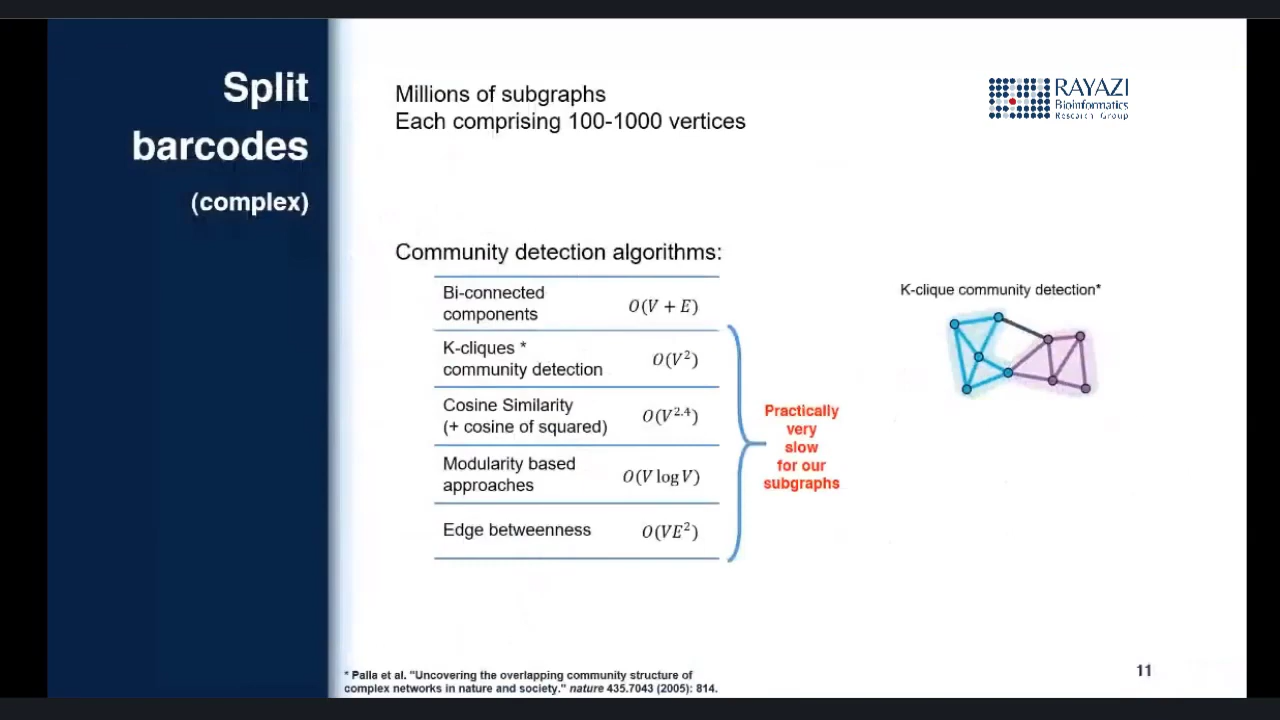 Split
barcodes
(complex)
Millions of subgraphs
Each comprising 100-1000 vertices
RAYAZI
Bioinformatics
Research Group
Community detection algorithms:
Bi-connected
components
O(V + E)
K-cliques *
community detection
O(V²)
Cosine Similarity
(+ cosine of squared)
O(V^2.4)
Modularity based
approaches
O(V log V)
Edge betweenness
O(VE²)
Practically
very
slow
for our
subgraphs
K-clique community detection*
* Palla et al. "Uncovering the overlapping community structure of
complex networks in nature and society." nature 435.7043 (2005): 814.
11